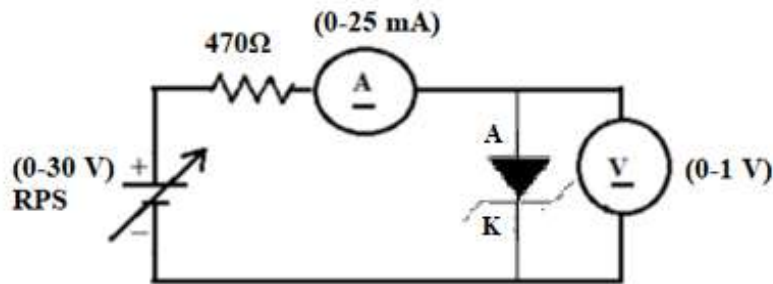 (0-25 mA)
470Ω
A
A
(0-30 V)
+
V
(0-1 V)
RPS
K
−